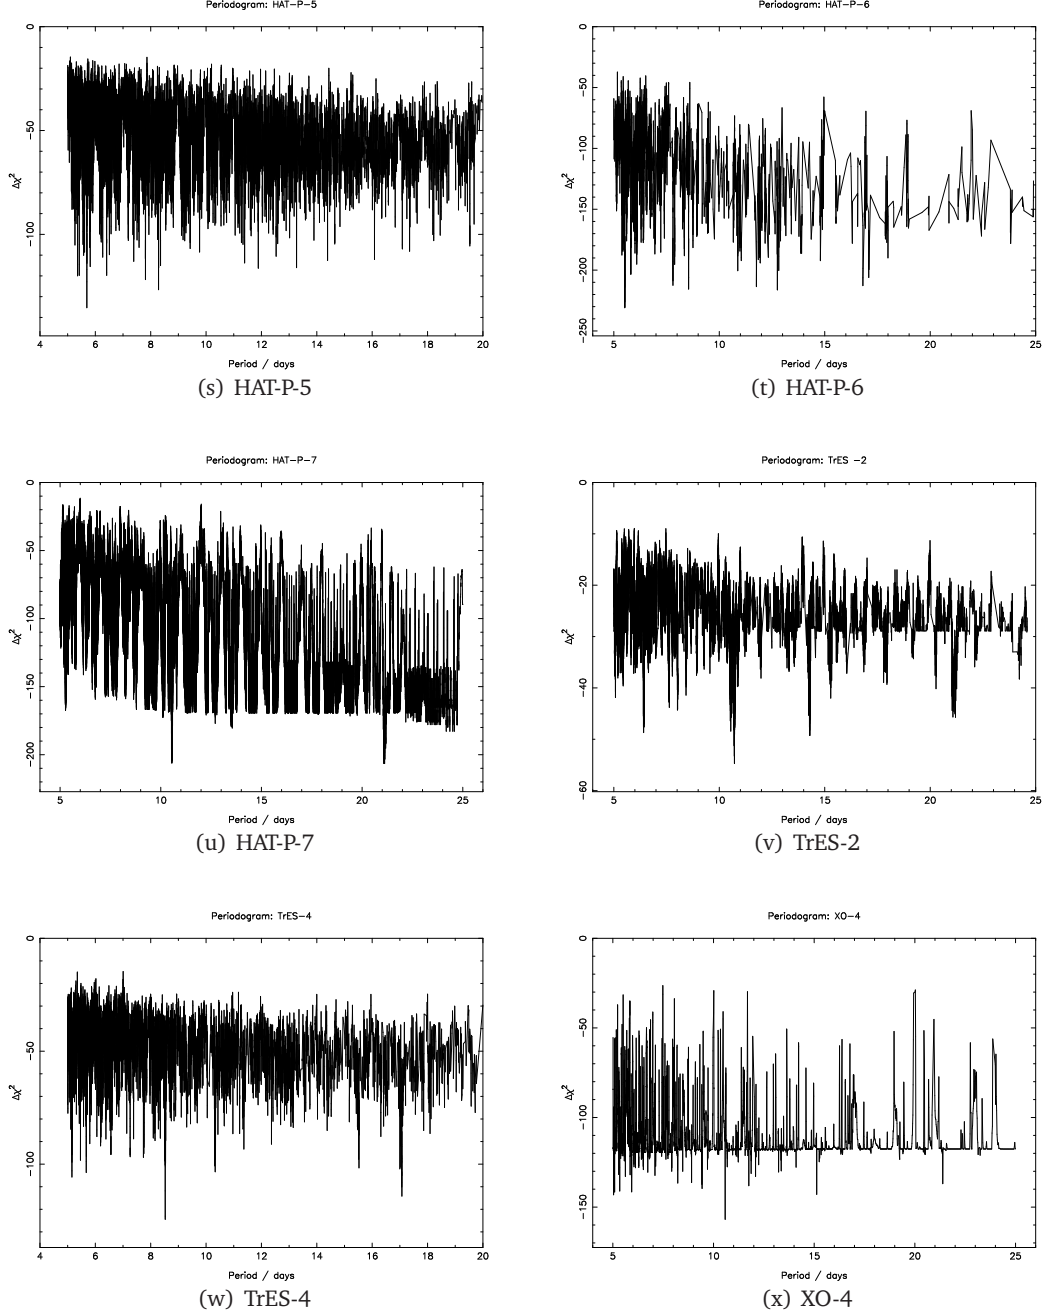 Periodogram: HAT-P-5
Periodogram: HAT-P-6
0
-50
-100
Δχ²
4 6 8 10 12 14 16 18 20
Period / days
(s) HAT-P-5
0
-50
-100
-150
-200
-250
Δχ²
5 10 15 20 25
Period / days
(t) HAT-P-6
Periodogram: HAT-P-7
Periodogram: TrES -2
0
-50
-100
-150
-200
Δχ²
5 10 15 20 25
Period / days
(u) HAT-P-7
0
-20
-40
-60
Δχ²
5 10 15 20 25
Period / days
(v) TrES-2
Periodogram: TrES-4
Periodogram: XO-4
0
-50
-100
Δχ²
4 6 8 10 12 14 16 18 20
Period / days
(w) TrES-4
0
-50
-100
-150
Δχ²
5 10 15 20 25
Period / days
(x) XO-4